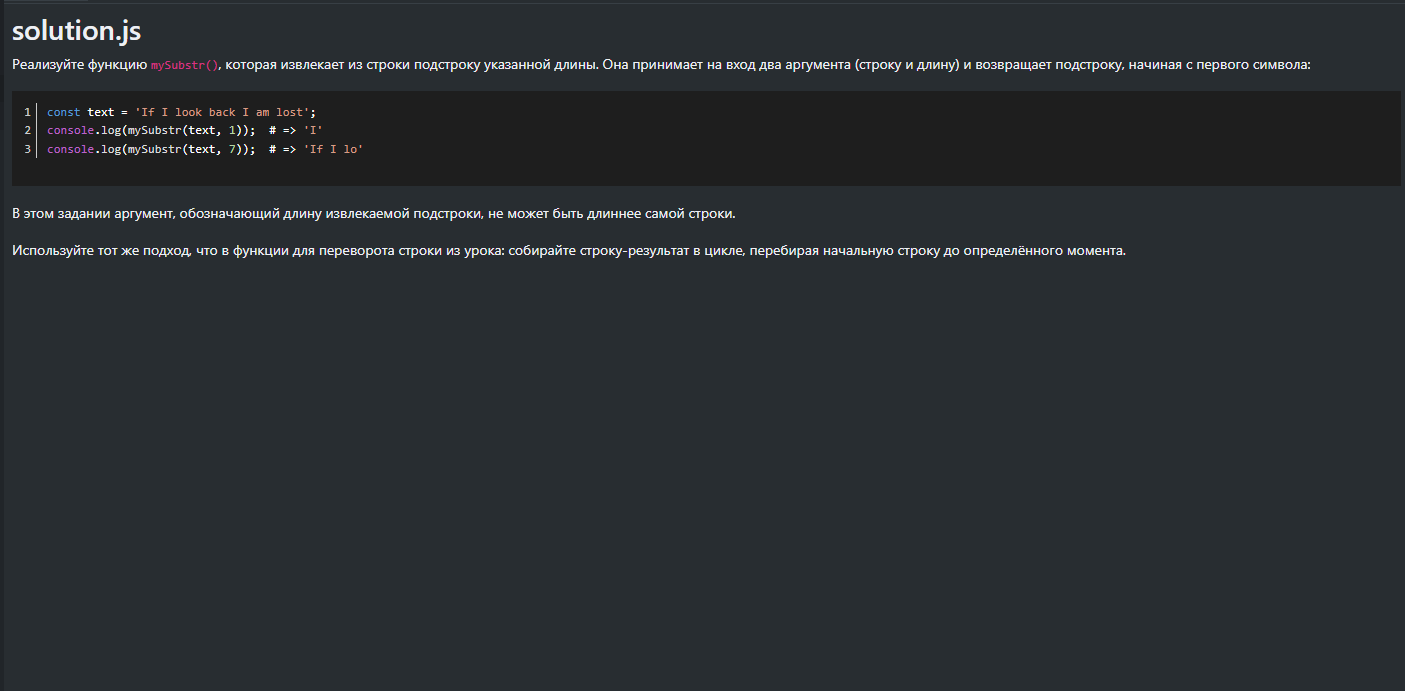 solution.js
Реализуйте функцию mySubstr(), которая извлекает из строки подстроку указанной длины. Она принимает на вход два аргумента (строку и длину) и возвращает подстроку, начиная с первого символа:
1 const text = 'If I look back I am lost';
2 console.log(mySubstr(text, 1));  # => 'I'
3 console.log(mySubstr(text, 7));  # => 'If I lo'
В этом задании аргумент, обозначающий длину извлекаемой подстроки, не может быть длиннее самой строки.
Используйте тот же подход, что в функции для переворота строки из урока: собирайте строку-результат в цикле, перебирая начальную строку до определённого момента.